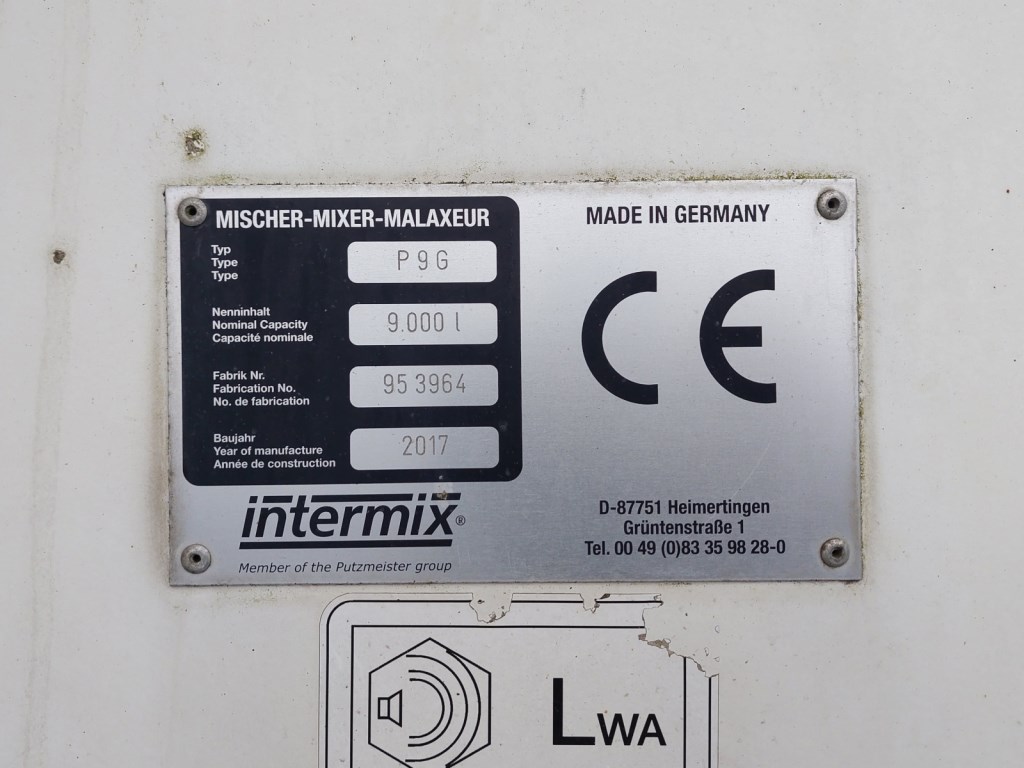 MISCHER-MIXER-MALAXEUR
Typ
Type
Type
P 9 G
Nenninhalt
Nominal Capacity
Capacité nominale
9.000 l
Fabrik Nr.
Fabrication No.
No. de fabrication
95 3964
Baujahr
Year of manufacture
Année de construction
2017
intermix®
Member of the Putzmeister group
MADE IN GERMANY
CE
D-87751 Heimertingen
Grüntenstraße 1
Tel. 00 49 (0)83 35 98 28-0
LWA